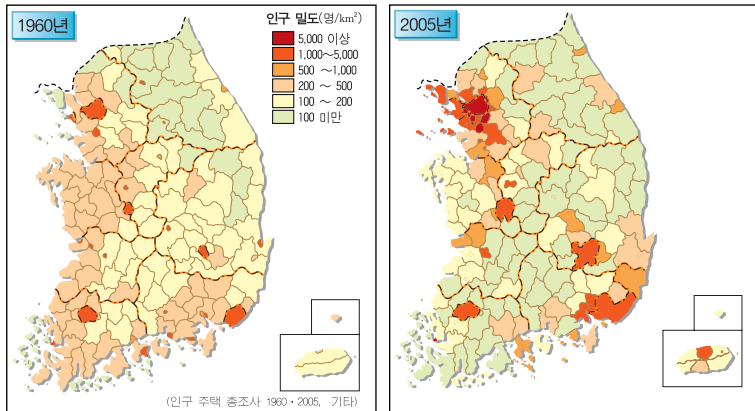 1960년
인구 밀도(명/km²)
5,000 이상
1,000~5,000
500 ~1,000
200 ~ 500
100 ~ 200
100 미만
(인구 주택 총조사 1960·2005, 기타)
2005년